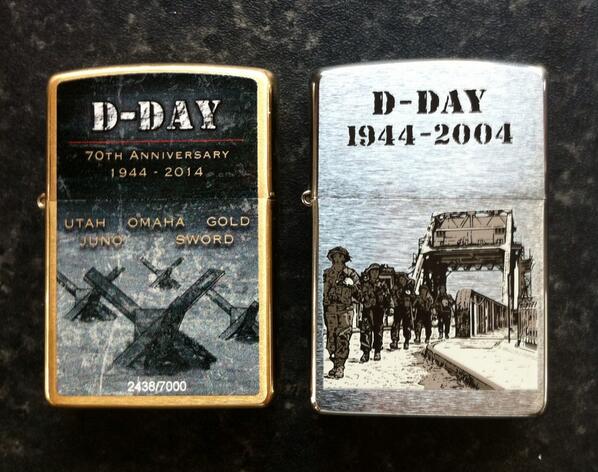 D-DAY
70TH ANNIVERSARY
1944 - 2014
UTAH OMAHA GOLD
JUNO SWORD
2438/7000
D-DAY
1944-2004